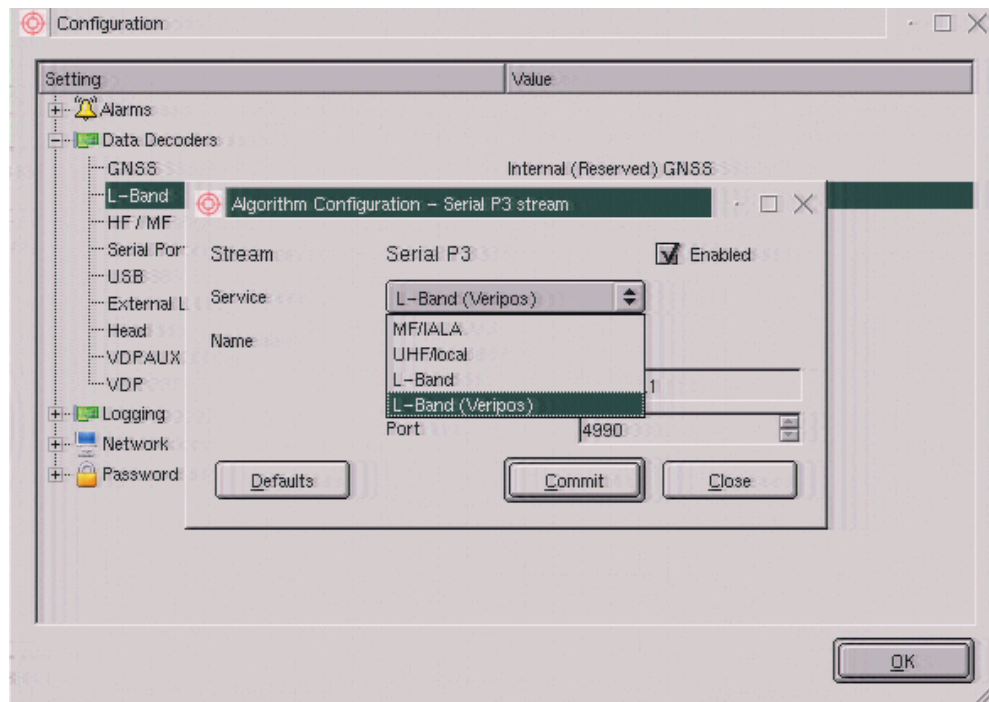 Configuration
Setting Value
Alarms
Data Decoders
GNSS Internal (Reserved) GNSS
L-Band
Algorithm Configuration - Serial P3 stream
HF / MF
Serial Por
Stream Serial P3 Enabled
USB
External L
Service L-Band (Veripos)
Head
MF/IALA
Name
UHF/local
VDPAUX
L-Band
VDP
.1
L-Band (Veripos)
Logging
Port 4990
Network
Password
Defaults Commit Close
OK